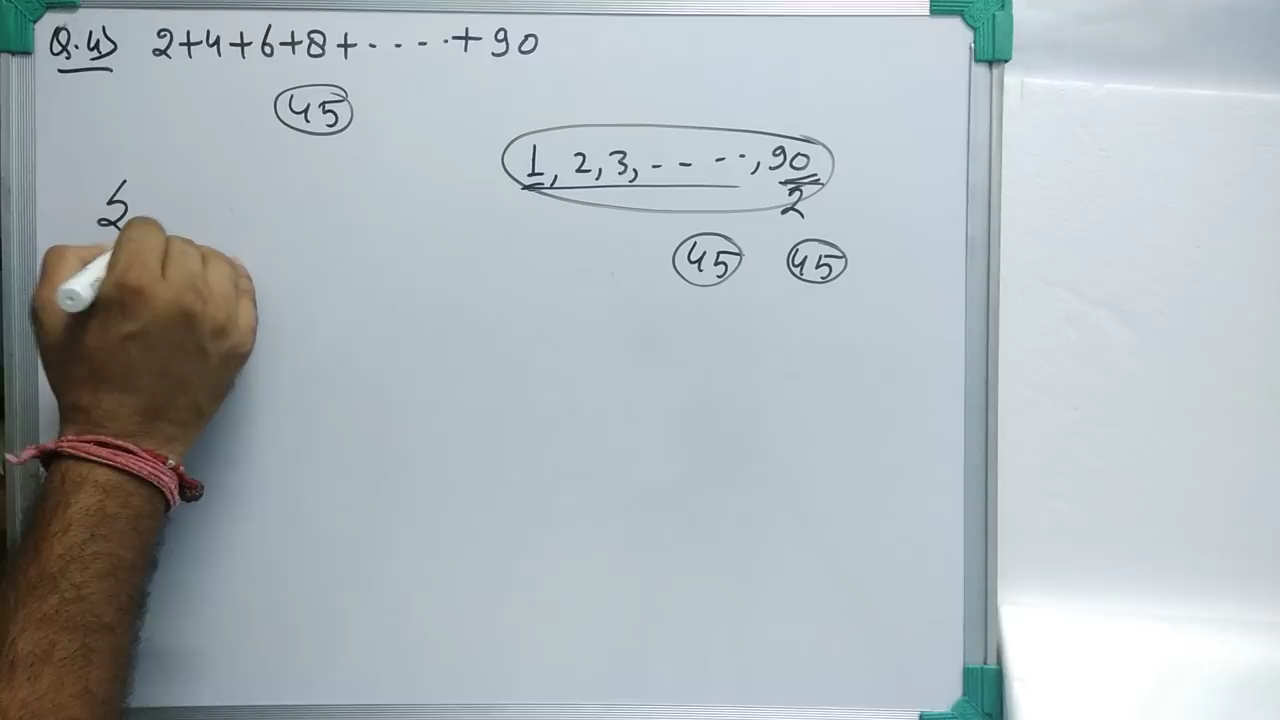 Q.4) 2+4+6+8+.....+90
45
1, 2, 3, - - - -, 90
2
45 45
S